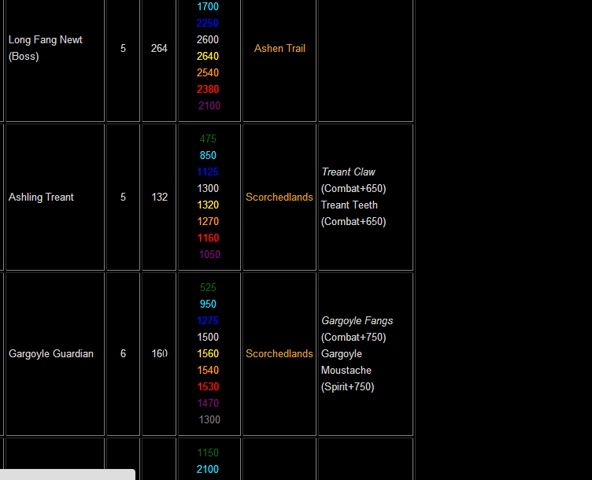 1700
2250
Long Fang Newt
(Boss)
5
264
2600
2640
2540
2380
2100
Ashen Trail
475
850
1125
Ashling Treant
5
132
1300
1320
1270
1160
1050
Scorchedlands
Treant Claw
(Combat+650)
Treant Teeth
(Combat+650)
525
950
1275
Gargoyle Guardian
6
160
1500
1560
1540
1530
1470
1300
Scorchedlands
Gargoyle Fangs
(Combat+750)
Gargoyle
Moustache
(Spirit+750)
1150
2100